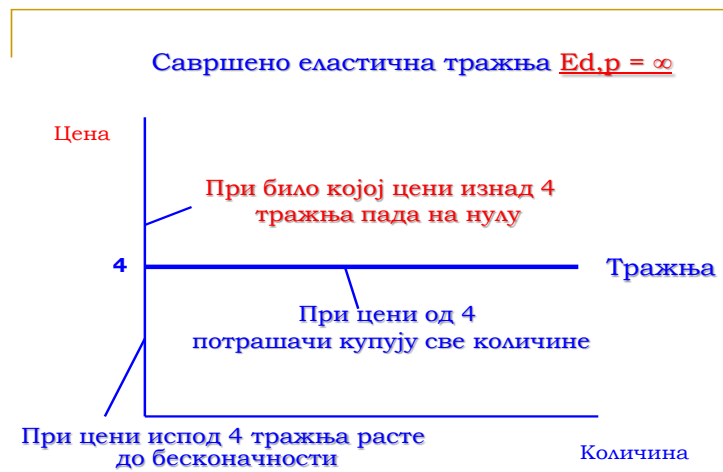 Савршено еластична тражња Ed,p = ∞
Цена
При било којој цени изнад 4
тражња пада на нулу
4
Тражња
При цени од 4
потрашачи купују све количине
При цени испод 4 тражња расте
до бесконачности
Количина